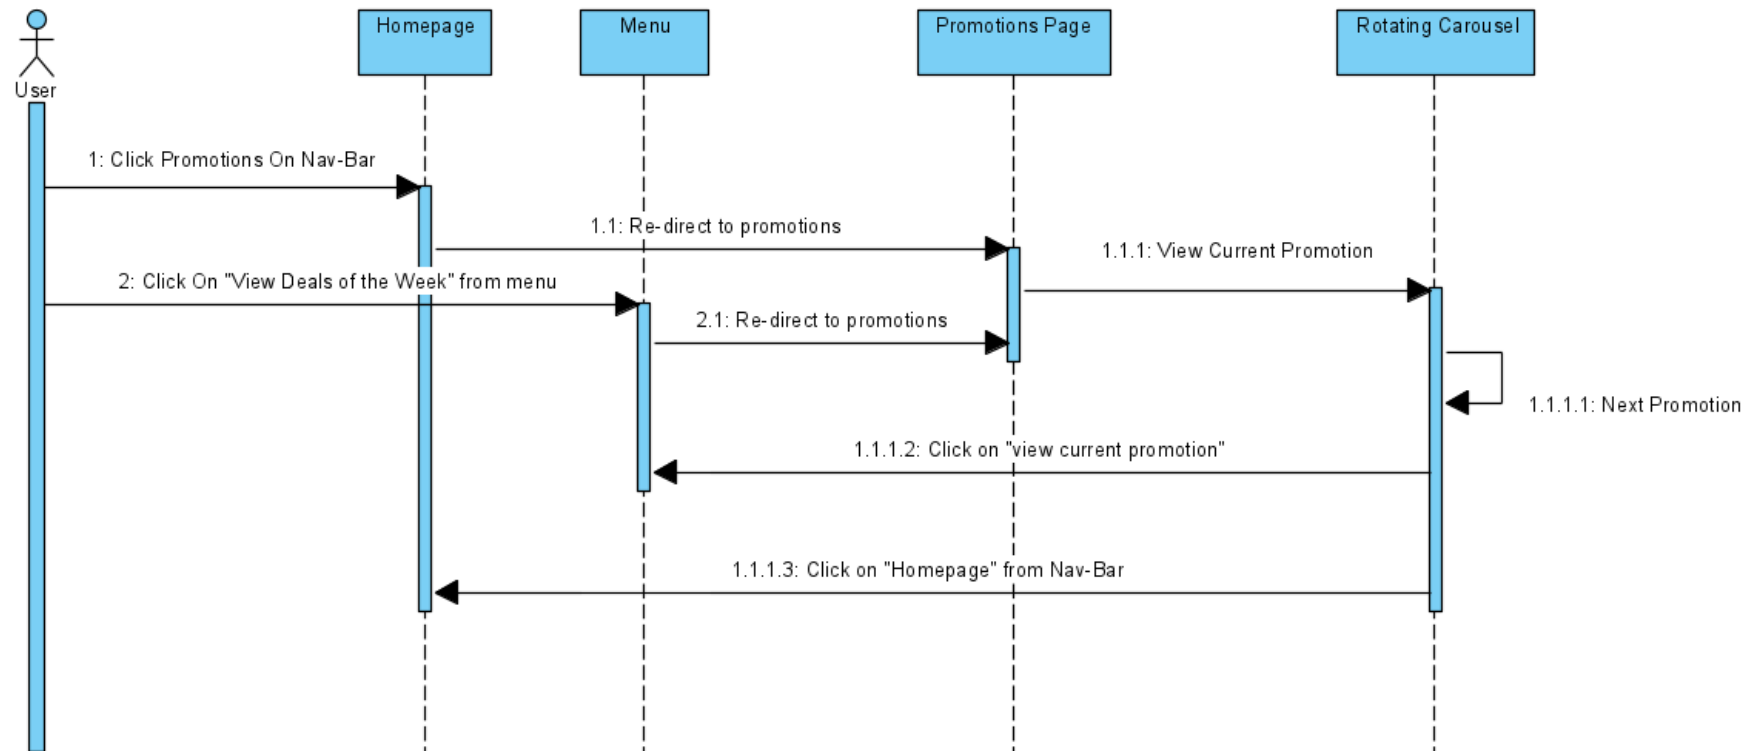 Homepage
Menu
Promotions Page
Rotating Carousel
User
1: Click Promotions On Nav-Bar
1.1: Re-direct to promotions
1.1.1: View Current Promotion
2: Click On "View Deals of the Week" from menu
2.1: Re-direct to promotions
1.1.1.1: Next Promotion
1.1.1.2: Click on "view current promotion"
1.1.1.3: Click on "Homepage" from Nav-Bar